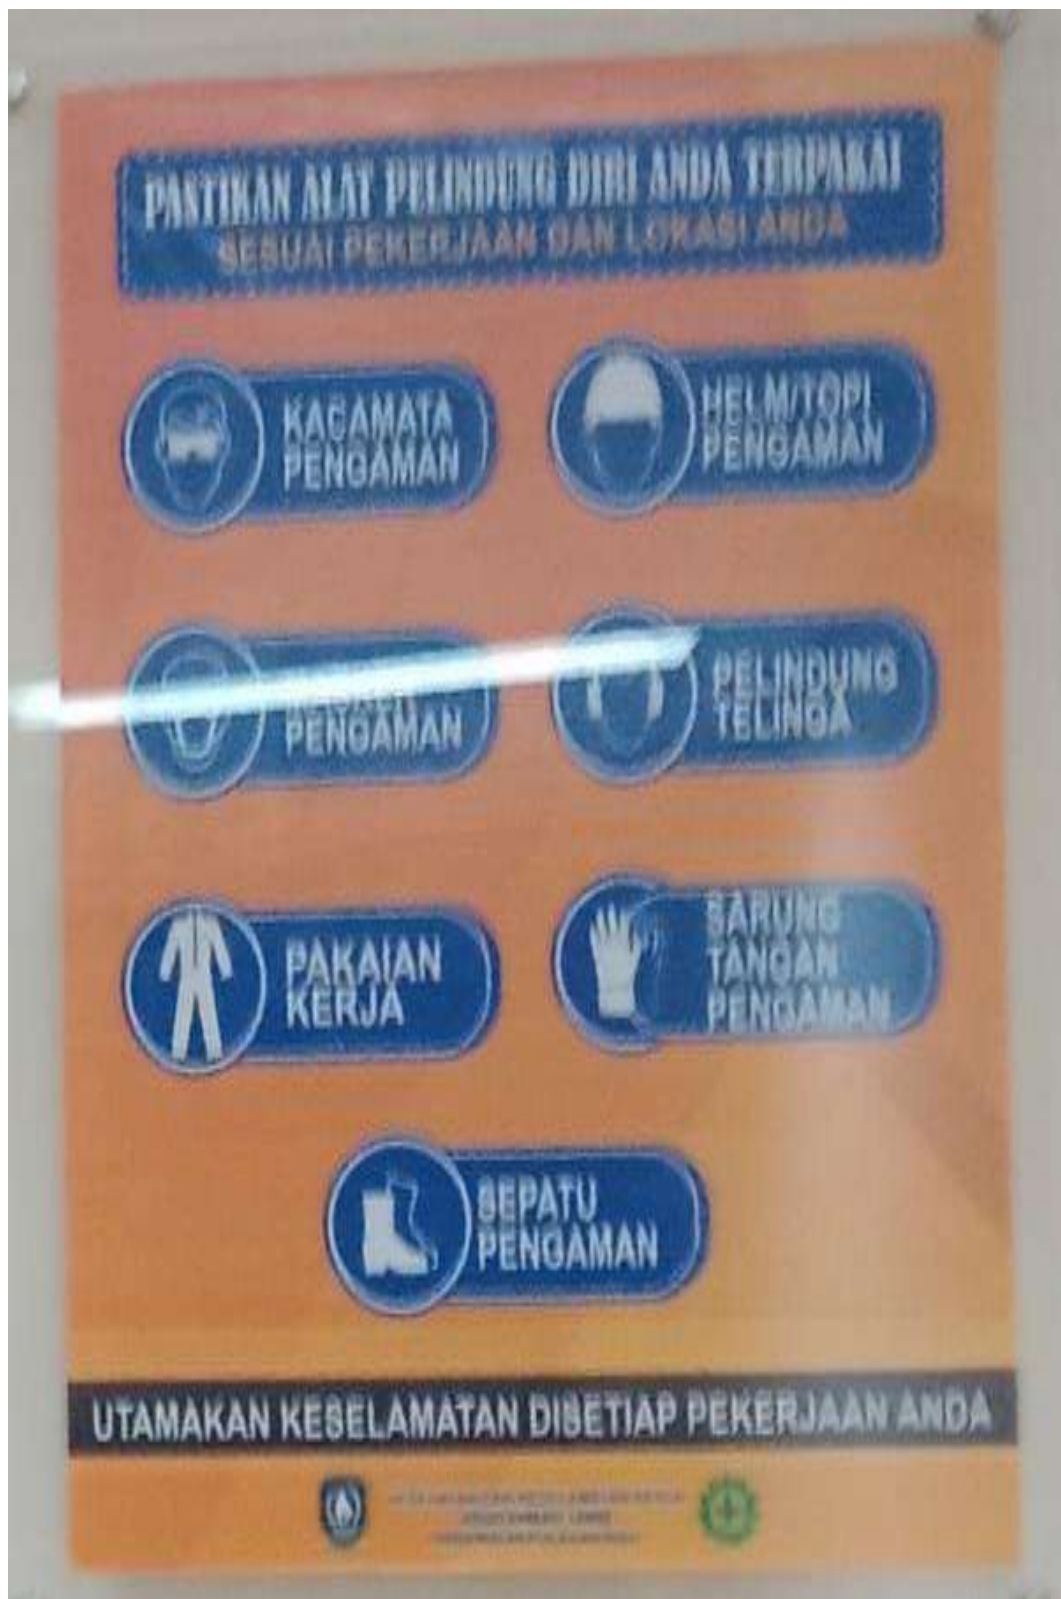 PASTIKAN ALAT PELINDUNG DIRI ANDA TERPAKAI
SESUAI PEKERJAAN DAN LOKASI ANDA
KACAMATA
PENGAMAN
HELM/TOPI
PENGAMAN
PENGAMAN
PELINDUNG
TELINGA
PAKAIAN
KERJA
SARUNG
TANGAN
PENGAMAN
SEPATU
PENGAMAN
UTAMAKAN KESELAMATAN DISETIAP PEKERJAAN ANDA